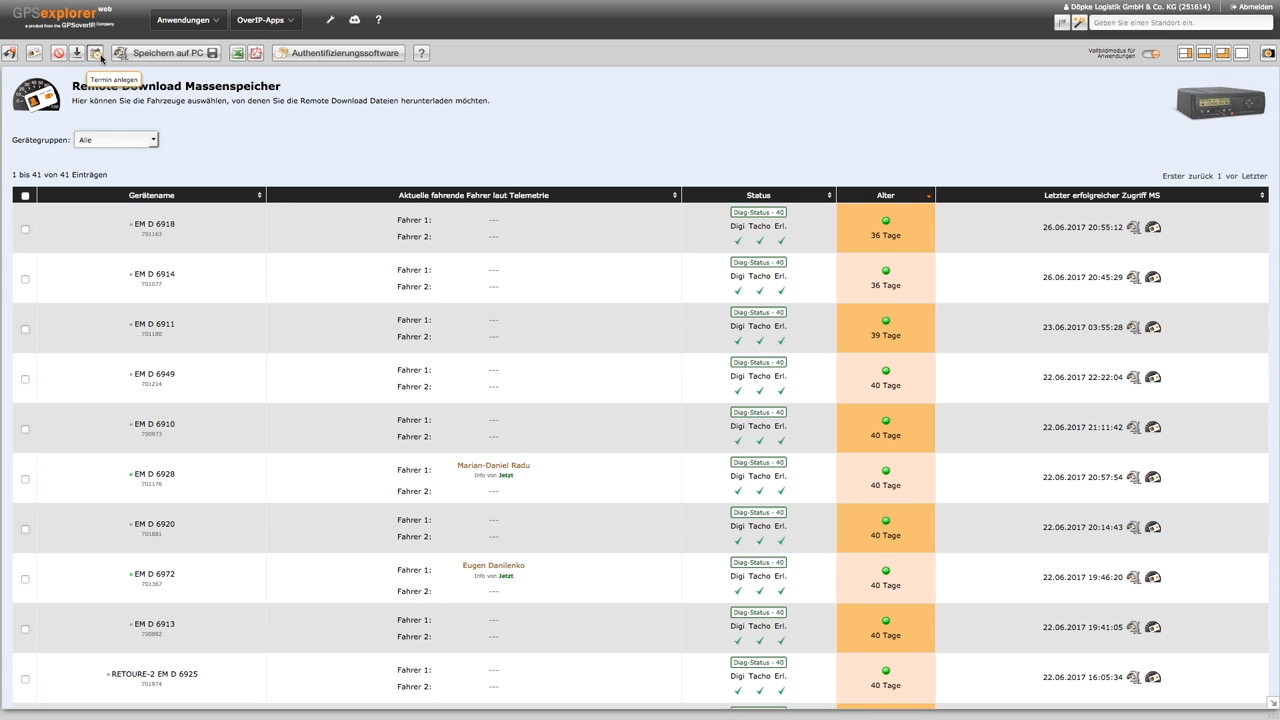 GPSexplorer web
a product from the GPSoverIP Company
Anwendungen
OverIP-Apps
?
Döpke Logistik GmbH & Co. KG (251614)
Abmelden
Geben Sie einen Standort ein.
Speichern auf PC
Authentifizierungssoftware
?
Vollbildmodus für Anwendungen
Termin anlegen
Remote Download Massenspeicher
Hier können Sie die Fahrzeuge auswählen, von denen Sie die Remote Download Dateien herunterladen möchten.
Gerätegruppen: Alle
1 bis 41 von 41 Einträgen
Erster zurück 1 vor Letzter
Gerätename Aktuelle fahrende Fahrer laut Telemetrie Status Alter Letzter erfolgreicher Zugriff MS
EM D 6918
701163
Fahrer 1: ---
Fahrer 2: ---
Diag-Status - 40
Digi Tacho Erl.
36 Tage
26.06.2017 20:55:12
EM D 6914
701077
Fahrer 1: ---
Fahrer 2: ---
Diag-Status - 40
Digi Tacho Erl.
36 Tage
26.06.2017 20:45:29
EM D 6911
701180
Fahrer 1: ---
Fahrer 2: ---
Diag-Status - 40
Digi Tacho Erl.
39 Tage
23.06.2017 03:55:28
EM D 6949
701214
Fahrer 1: ---
Fahrer 2: ---
Diag-Status - 40
Digi Tacho Erl.
40 Tage
22.06.2017 22:22:04
EM D 6910
700973
Fahrer 1: ---
Fahrer 2: ---
Diag-Status - 40
Digi Tacho Erl.
40 Tage
22.06.2017 21:11:42
EM D 6928
701176
Fahrer 1: Marian-Daniel Radu
Info von Jetzt
Fahrer 2: ---
Diag-Status - 40
Digi Tacho Erl.
40 Tage
22.06.2017 20:57:54
EM D 6920
701881
Fahrer 1: ---
Fahrer 2: ---
Diag-Status - 40
Digi Tacho Erl.
40 Tage
22.06.2017 20:14:43
EM D 6972
701367
Fahrer 1: Eugen Danilenko
Info von Jetzt
Fahrer 2: ---
Diag-Status - 40
Digi Tacho Erl.
40 Tage
22.06.2017 19:46:20
EM D 6913
700882
Fahrer 1: ---
Fahrer 2: ---
Diag-Status - 40
Digi Tacho Erl.
40 Tage
22.06.2017 19:41:05
RETOURE-2 EM D 6925
701974
Fahrer 1: ---
Fahrer 2: ---
Diag-Status - 40
Digi Tacho Erl.
40 Tage
22.06.2017 16:05:34